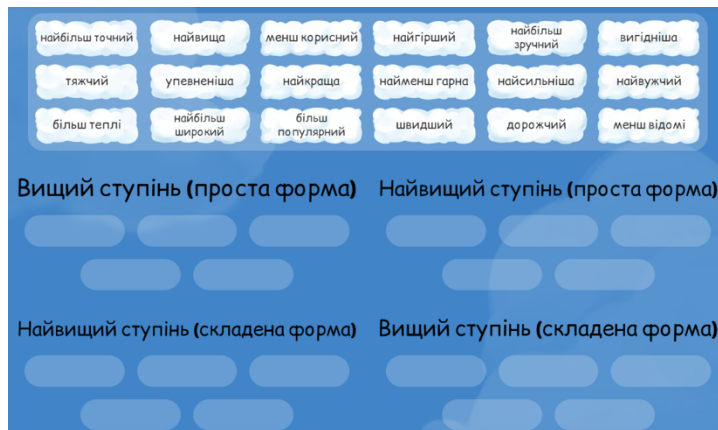 найбільш точний
найвища
менш корисний
найгірший
найбільш
зручний
вигідніша
тяжчий
упевненіша
найкраща
найменш гарна
найсильніша
найвужчий
більш теплі
найбільш
широкий
більш
популярний
швидший
дорожчий
менш відомі
Вищий ступінь (проста форма)
Найвищий ступінь (проста форма)
Найвищий ступінь (складена форма)
Вищий ступінь (складена форма)